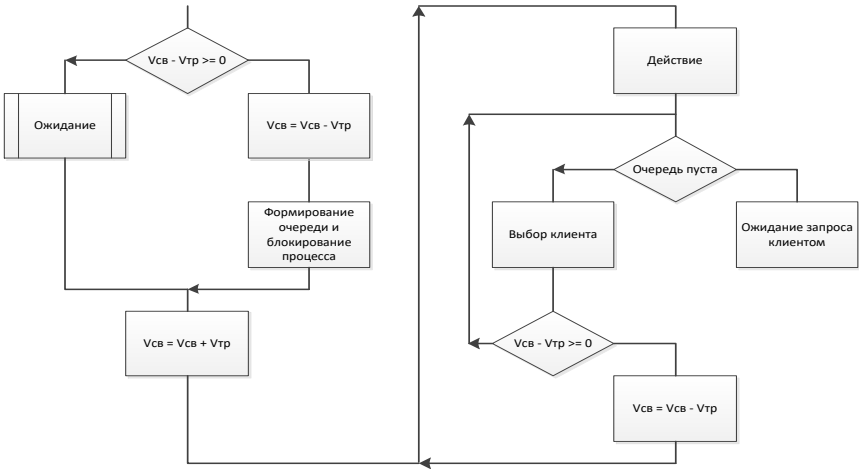 Vсв - Vтр >= 0
Ожидание
Vсв = Vсв - Vтр
Формирование
очереди и
блокирование
процесса
Vсв = Vсв + Vтр
Действие
Очередь пуста
Выбор клиента
Ожидание запроса
клиентом
Vсв - Vтр >= 0
Vсв = Vсв - Vтр